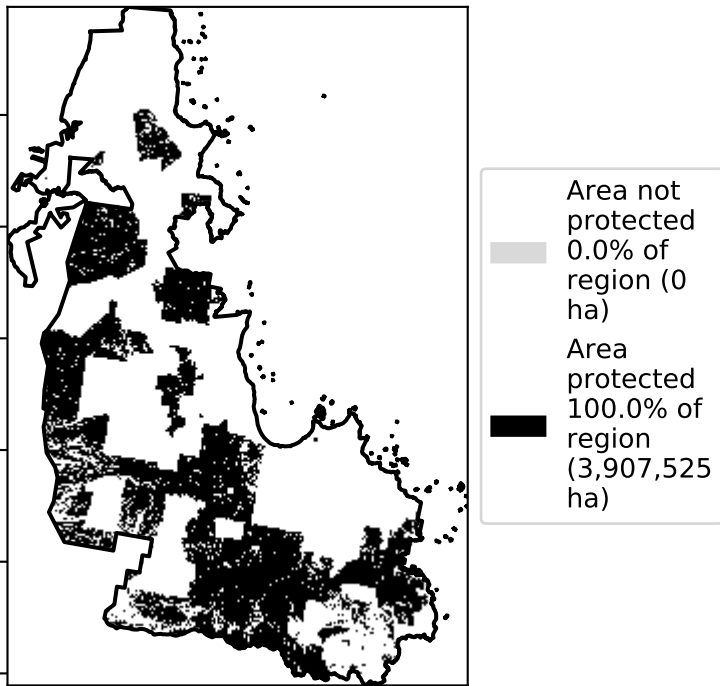 Area not
protected
0.0% of
region (0
ha)
Area
protected
100.0% of
region
(3,907,525
ha)